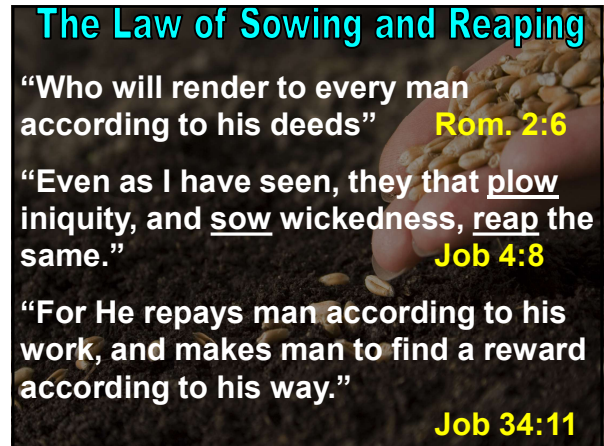 The Law of Sowing and Reaping
“Who will render to every man
according to his deeds” Rom. 2:6
“Even as I have seen, they that plow
iniquity, and sow wickedness, reap the
same.” Job 4:8
“For He repays man according to his
work, and makes man to find a reward
according to his way.”
Job 34:11